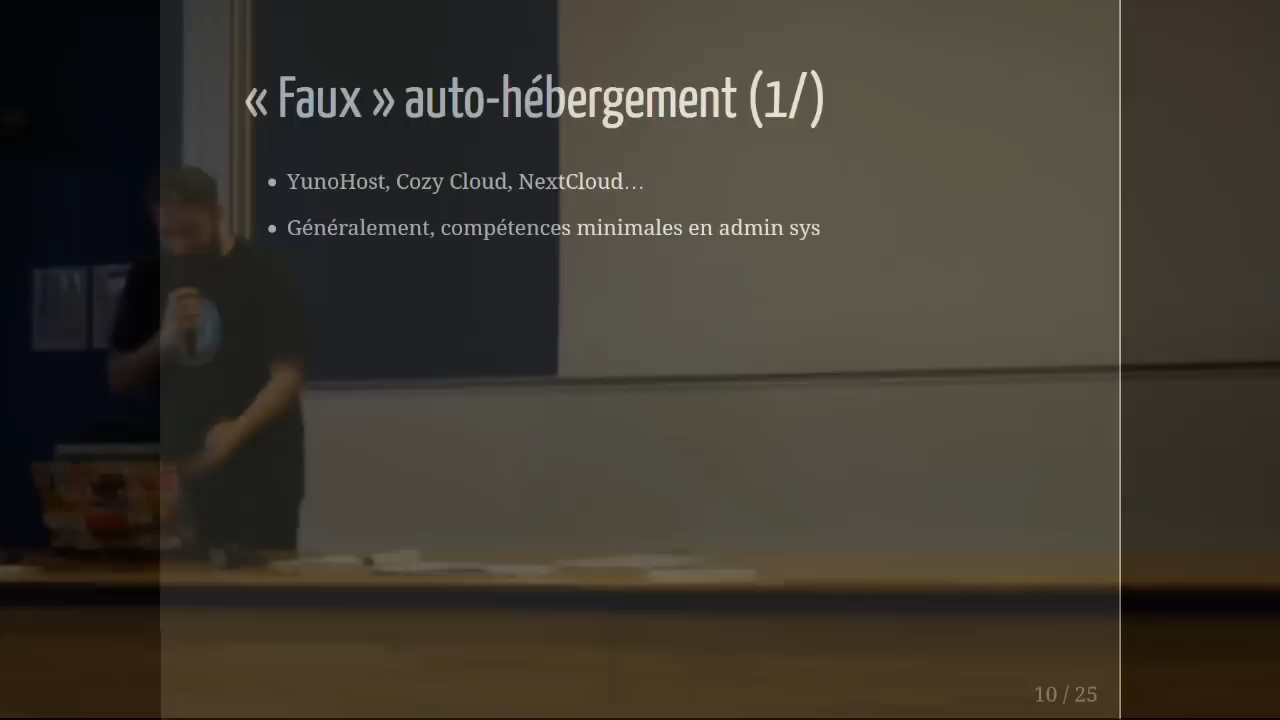 « Faux » auto-hébergement (1/)
YunoHost, Cozy Cloud, NextCloud…
Généralement, compétences minimales en admin sys
10 / 25